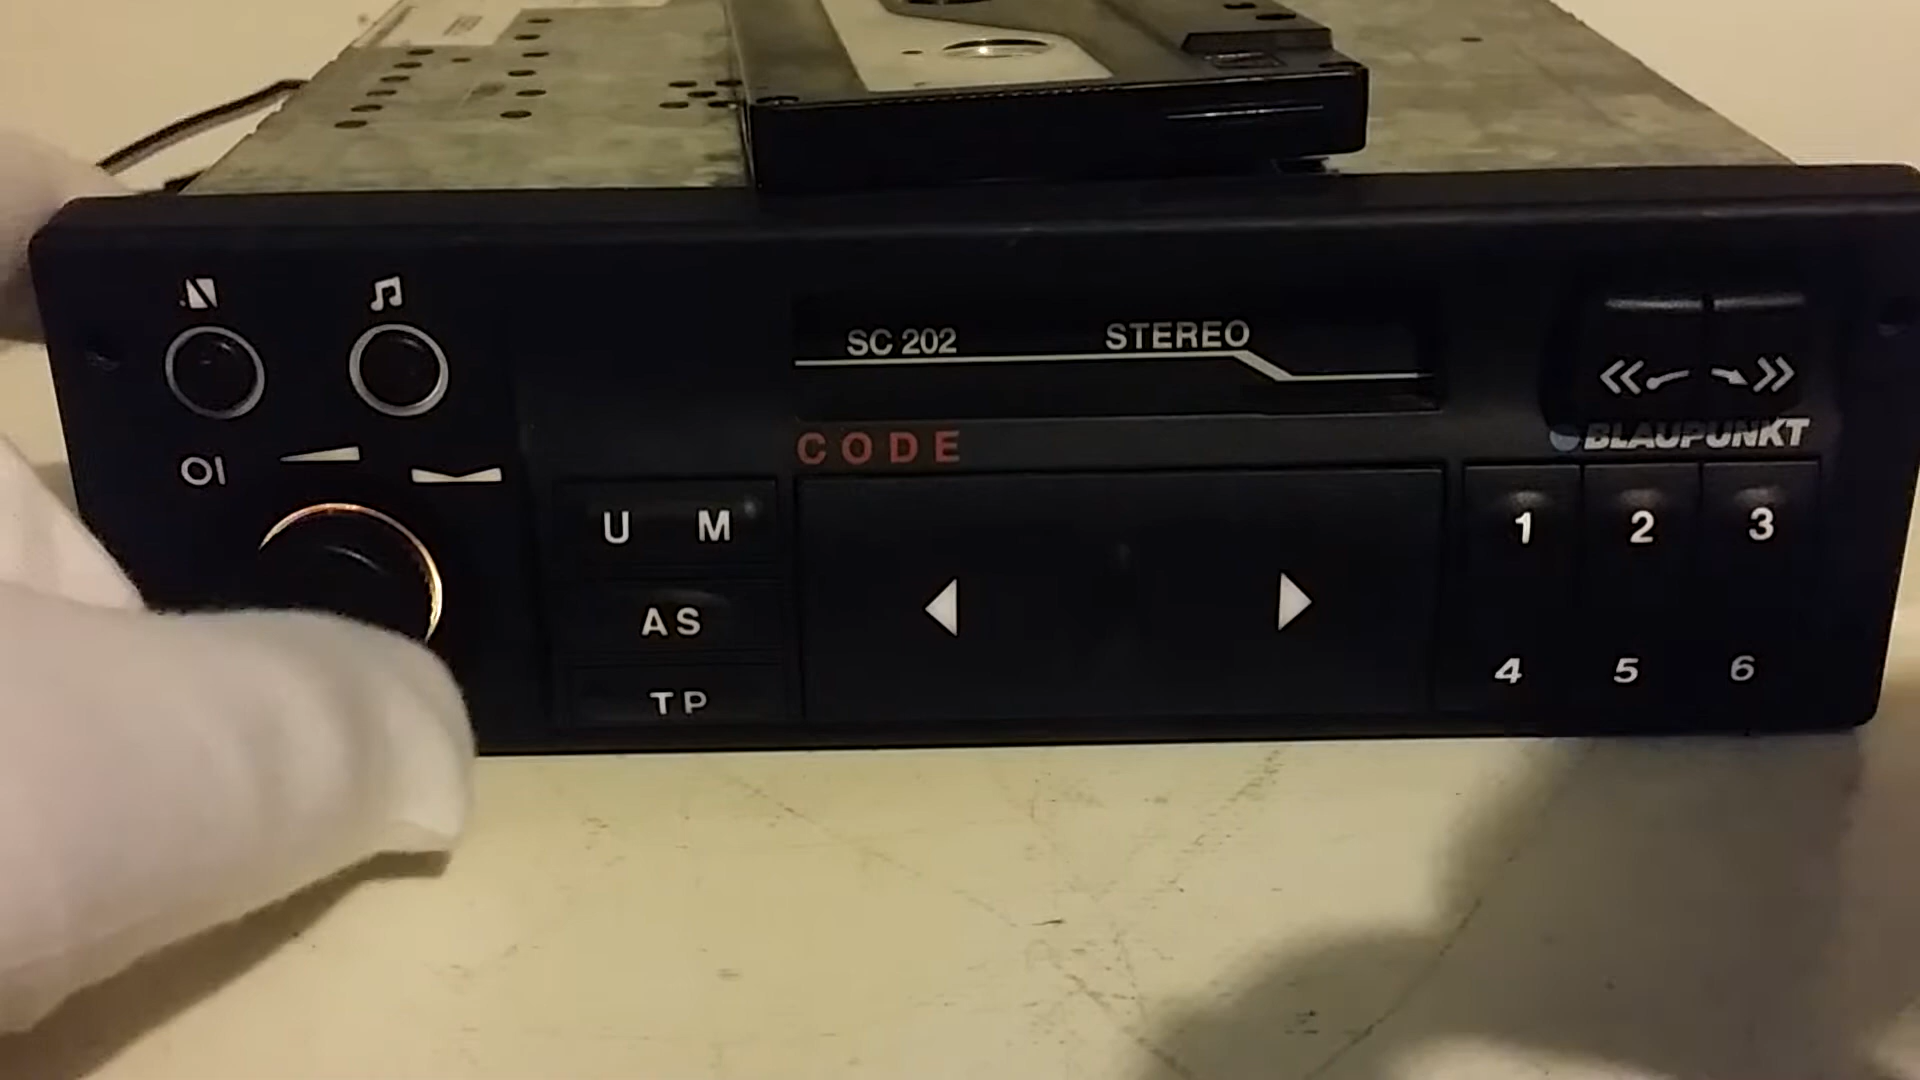 SC 202 STEREO
CODE
BLAUPUNKT
OI
U M
AS
TP
1 2 3
4 5 6